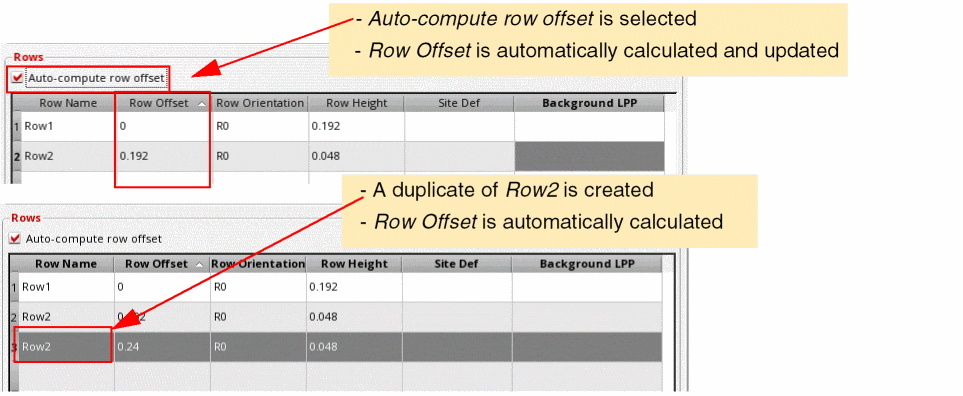 - Auto-compute row offset is selected
- Row Offset is automatically calculated and updated
Rows
Auto-compute row offset
Row Name Row Offset Row Orientation Row Height Site Def Background LPP
1 Row1 0 R0 0.192
2 Row2 0.192 R0 0.048
- A duplicate of Row2 is created
- Row Offset is automatically calculated
Rows
Auto-compute row offset
Row Name Row Offset Row Orientation Row Height Site Def Background LPP
1 Row1 0 R0 0.192
2 Row2 R0 0.048
3 Row2 0.24 R0 0.048